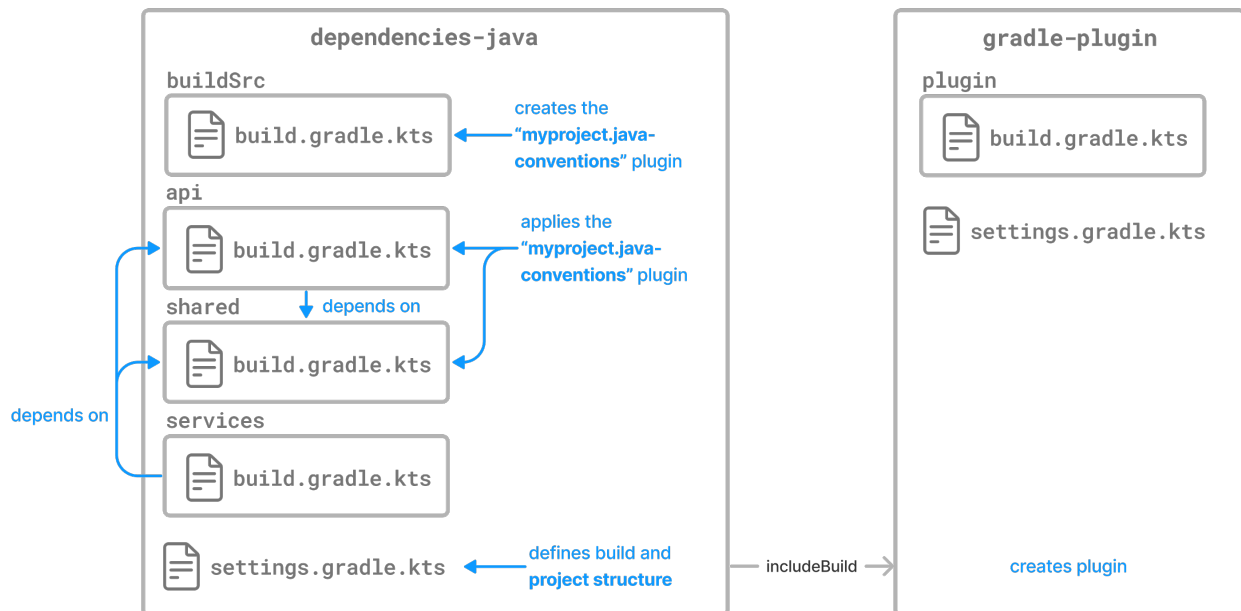 dependencies-java
buildSrc
build.gradle.kts
creates the
“myproject.java-
conventions” plugin
api
build.gradle.kts
applies the
“myproject.java-
conventions” plugin
depends on
shared
build.gradle.kts
depends on
services
build.gradle.kts
settings.gradle.kts
defines build and
project structure
includeBuild
gradle-plugin
plugin
build.gradle.kts
settings.gradle.kts
creates plugin